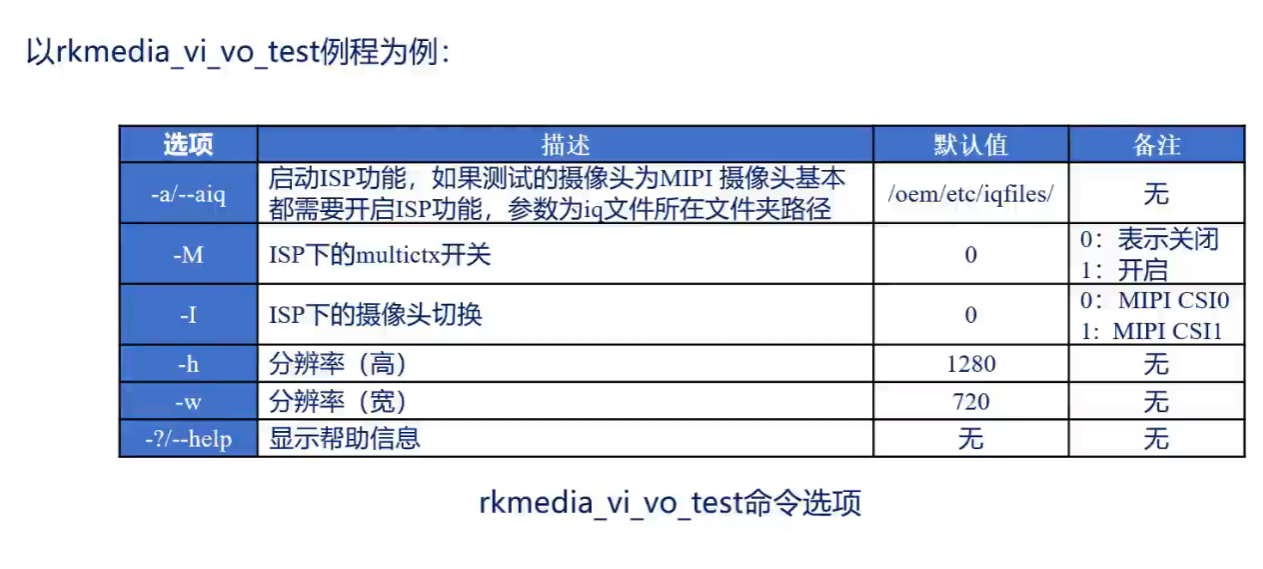 以rkmedia_vi_vo_test例程为例：
选项 描述 默认值 备注
-a/--aiq 启动ISP功能，如果测试的摄像头为MIPI 摄像头基本 /oem/etc/iqfiles/ 无
都需要开启ISP功能，参数为iq文件所在文件夹路径
-M ISP下的multictx开关 0 0：表示关闭
1：开启
-I ISP下的摄像头切换 0 0：MIPI CSI0
1：MIPI CSI1
-h 分辨率（高） 1280 无
-w 分辨率（宽） 720 无
-?/--help 显示帮助信息 无 无
rkmedia_vi_vo_test命令选项